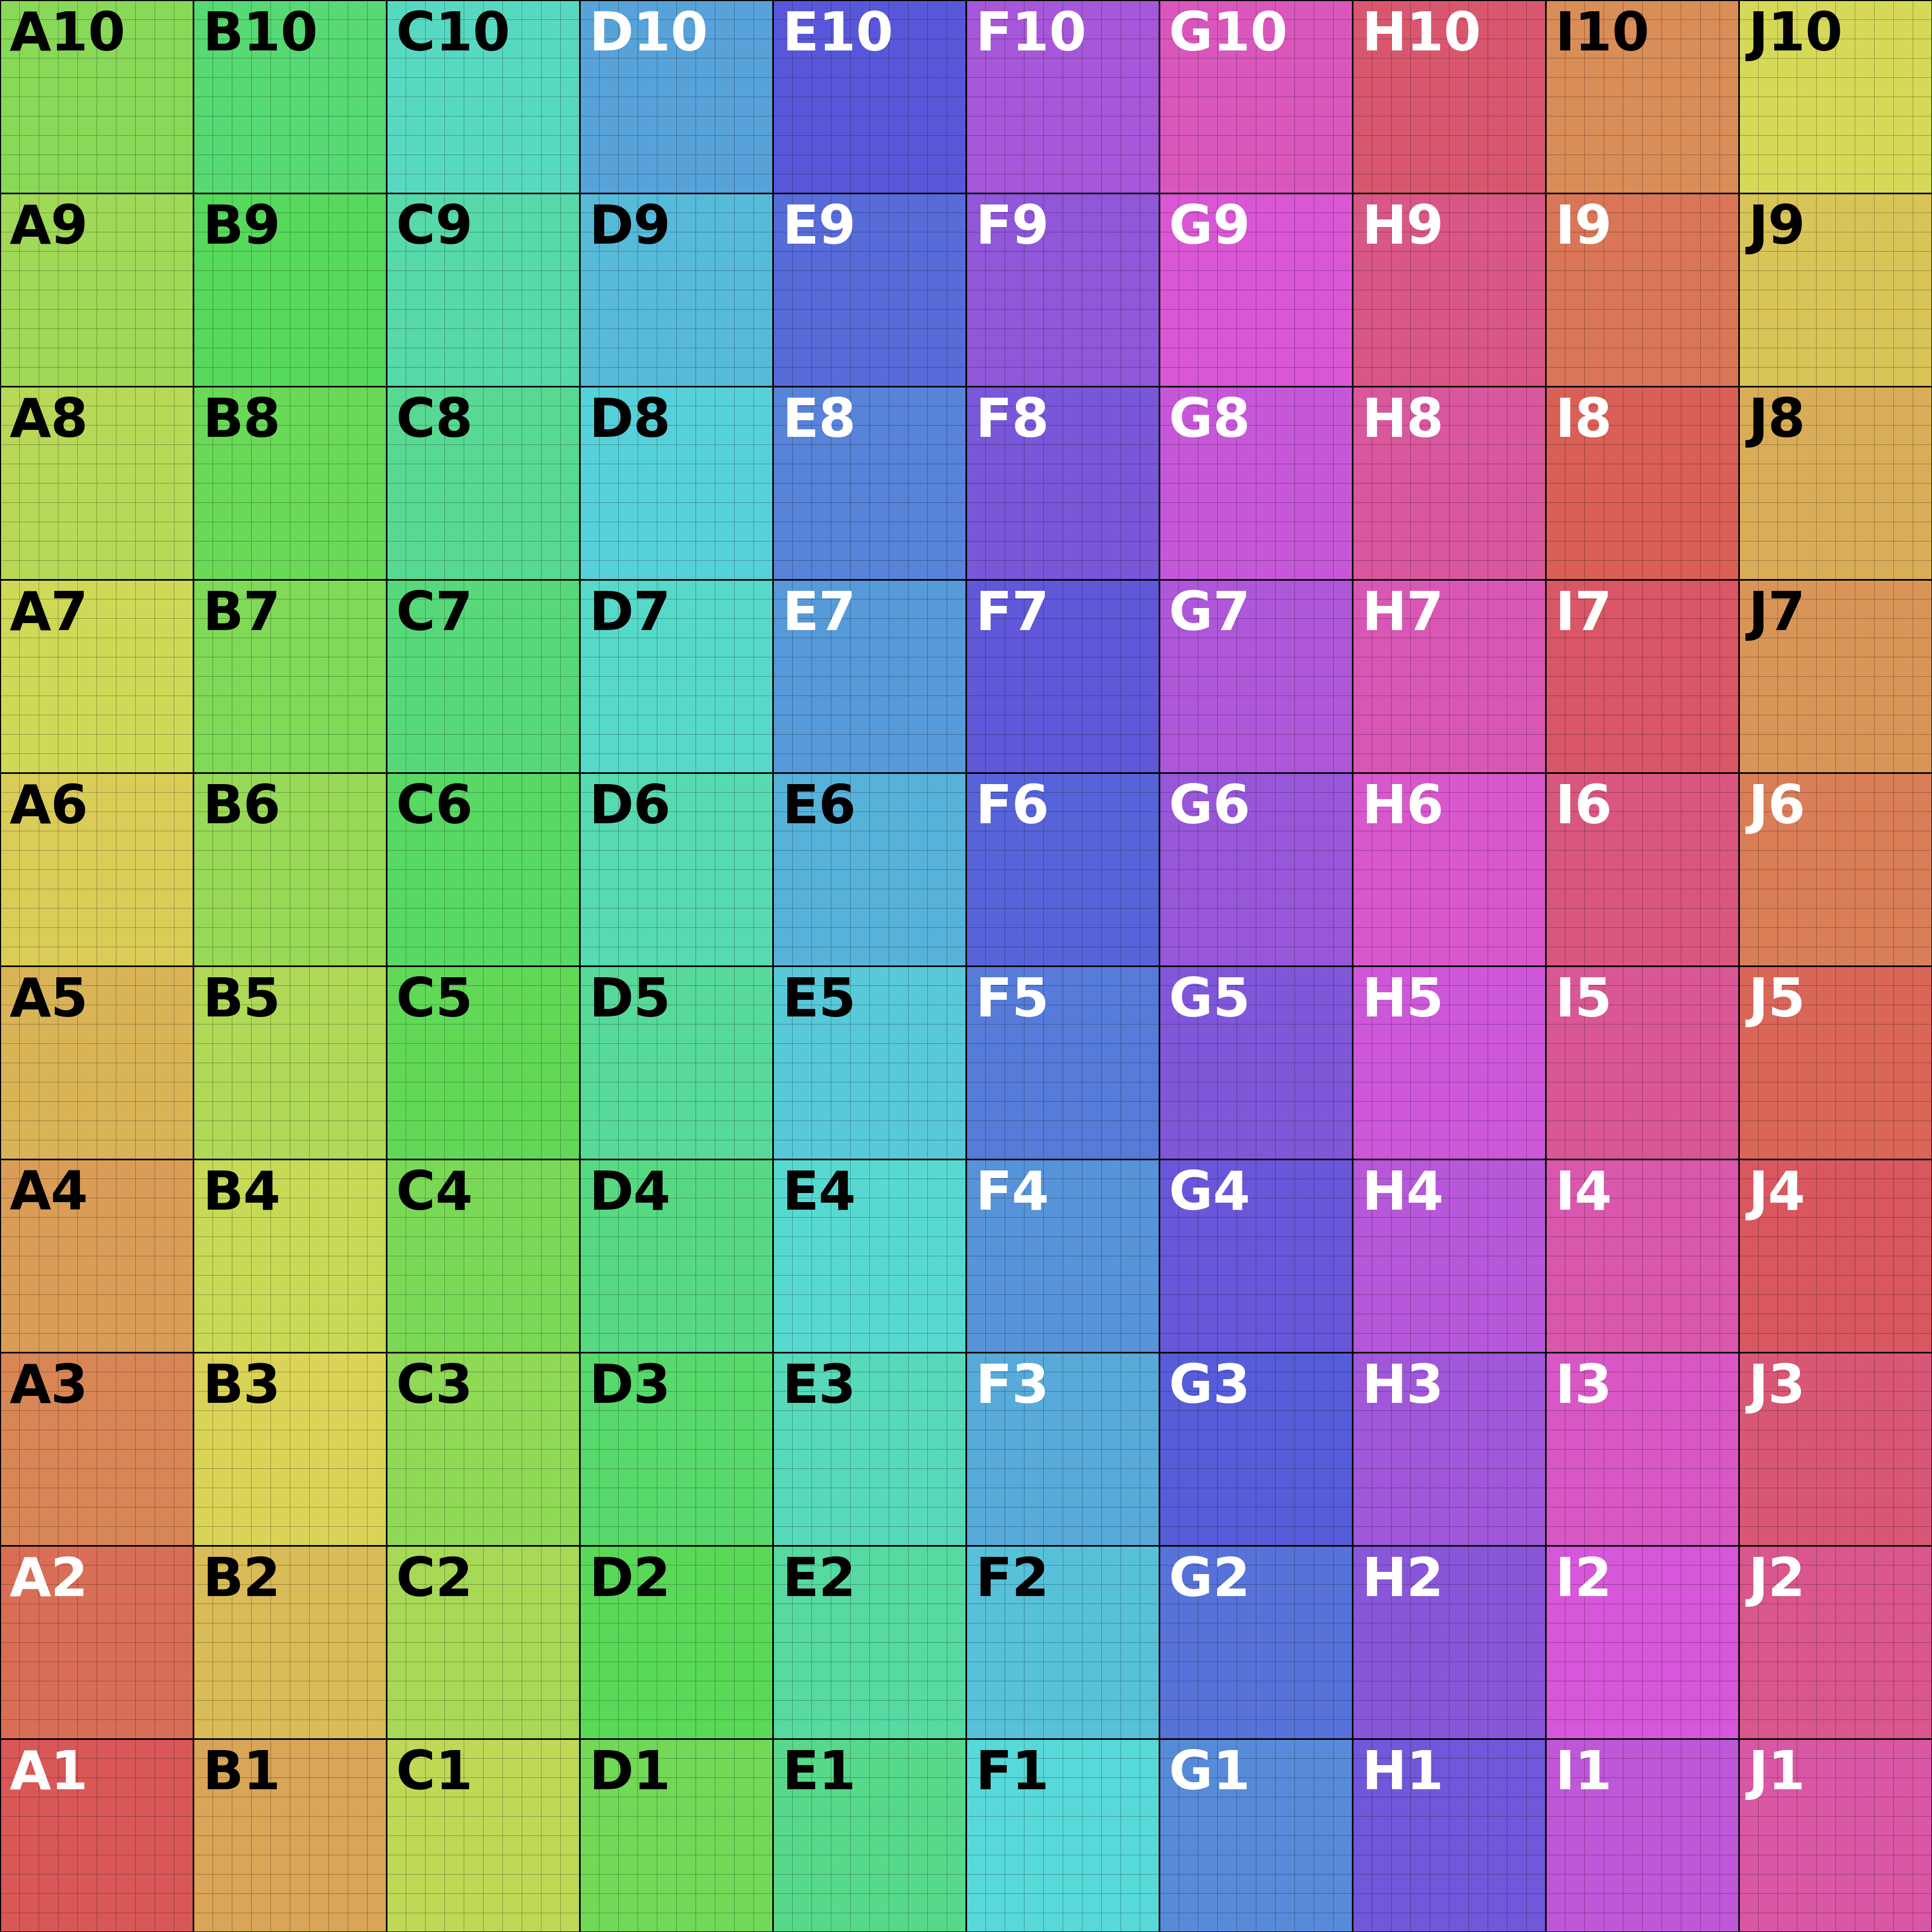 A10 B10 C10 D10 E10 F10 G10 H10 I10 J10
A9 B9 C9 D9 E9 F9 G9 H9 I9 J9
A8 B8 C8 D8 E8 F8 G8 H8 I8 J8
A7 B7 C7 D7 E7 F7 G7 H7 I7 J7
A6 B6 C6 D6 E6 F6 G6 H6 I6 J6
A5 B5 C5 D5 E5 F5 G5 H5 I5 J5
A4 B4 C4 D4 E4 F4 G4 H4 I4 J4
A3 B3 C3 D3 E3 F3 G3 H3 I3 J3
A2 B2 C2 D2 E2 F2 G2 H2 I2 J2
A1 B1 C1 D1 E1 F1 G1 H1 I1 J1